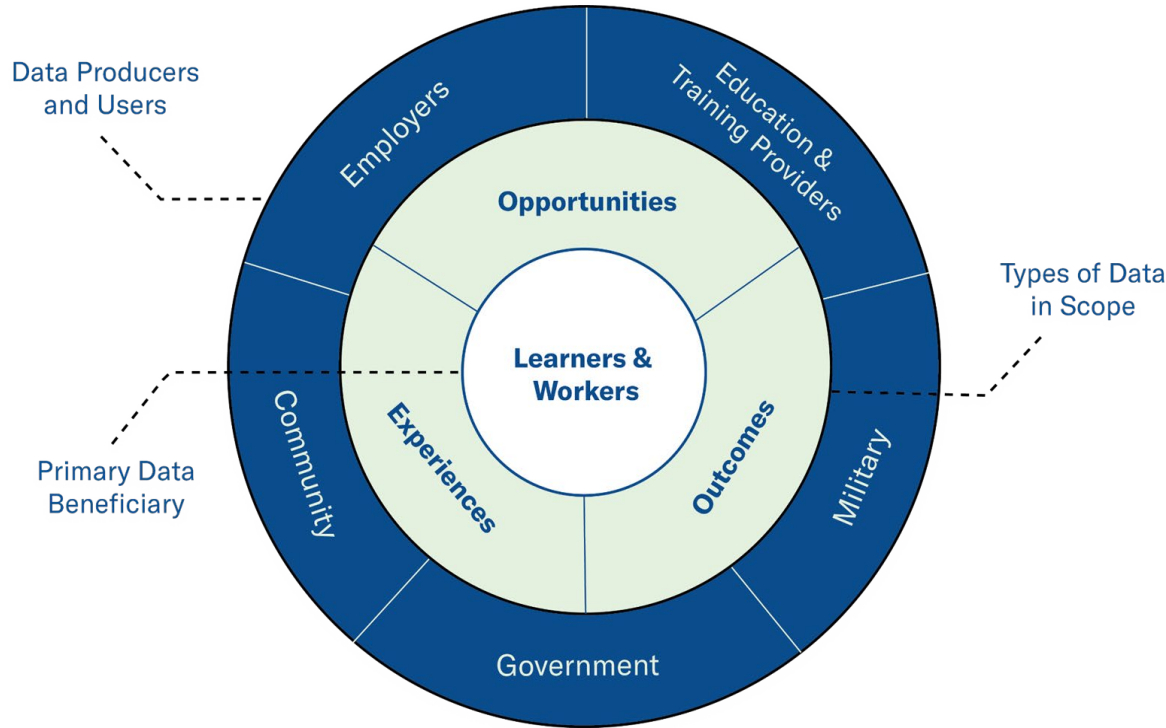 Data Producers
and Users
Employers
Education &
Training Providers
Opportunities
Types of Data
in Scope
Learners &
Workers
Community
Experiences
Outcomes
Military
Primary Data
Beneficiary
Government